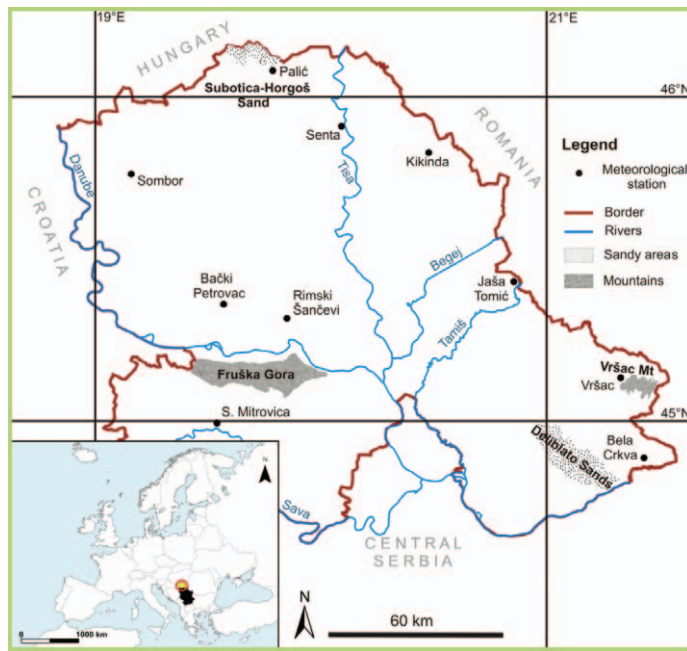 19°E
21°E
HUNGARY
Palić
Subotica-Horgoš
Sand
46°N
ROMANIA
Senta
Kikinda
Tisa
Danube
Sombor
CROATIA
Legend
Meteorological
station
Border
Rivers
Sandy areas
Mountains
Begej
Jaša
Tomić
Bački
Petrovac
Rimski
Šančevi
Tamiš
Fruška Gora
Vršac Mt
Vršac
S. Mitrovica
45°N
Deliblato Sands
Bela
Crkva
Sava
CENTRAL
SERBIA
N
0 1000 km
N
60 km